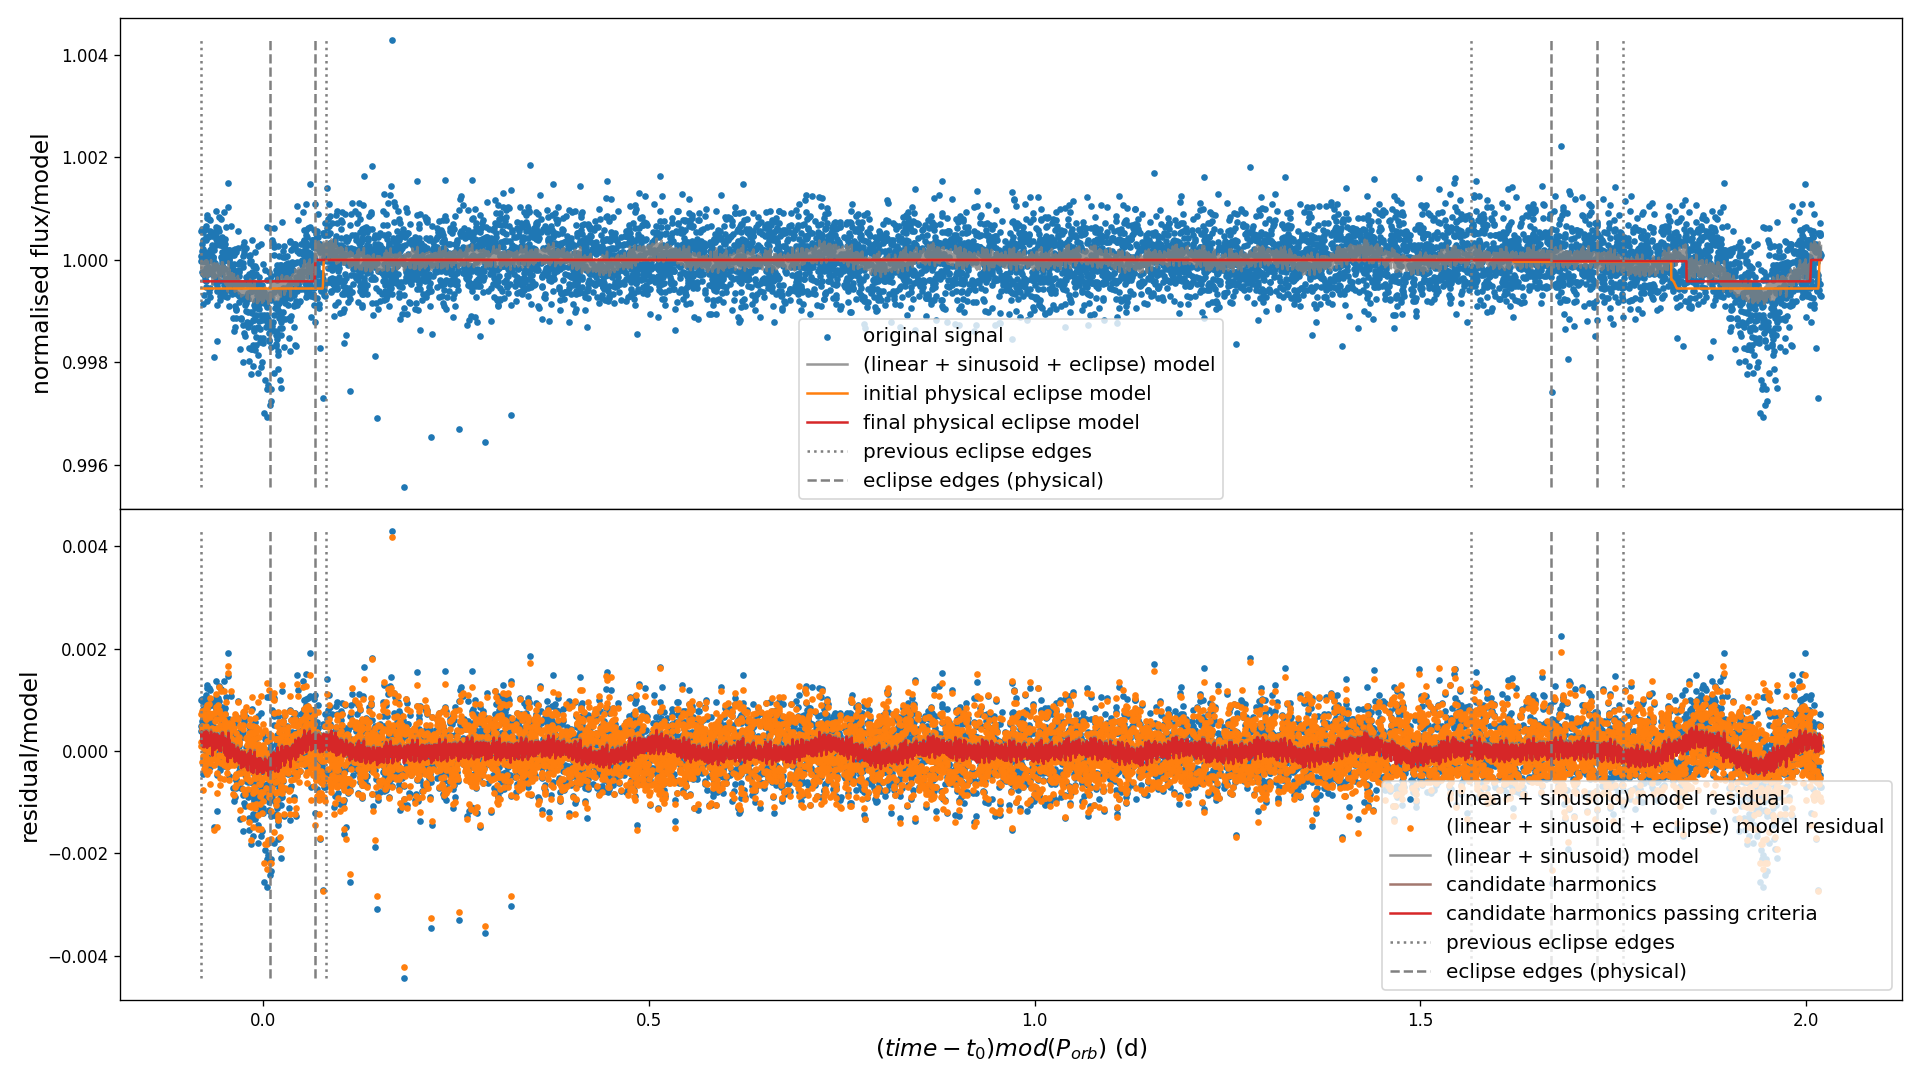 normalised flux/model
1.004
1.002
1.000
0.998
0.996
original signal
(linear + sinusoid + eclipse) model
initial physical eclipse model
final physical eclipse model
previous eclipse edges
eclipse edges (physical)
residual/model
0.004
0.002
0.000
−0.002
−0.004
(linear + sinusoid) model residual
(linear + sinusoid + eclipse) model residual
(linear + sinusoid) model
candidate harmonics
candidate harmonics passing criteria
previous eclipse edges
eclipse edges (physical)
0.0 0.5 1.0 1.5 2.0
(time − t₀)mod(P_orb) (d)